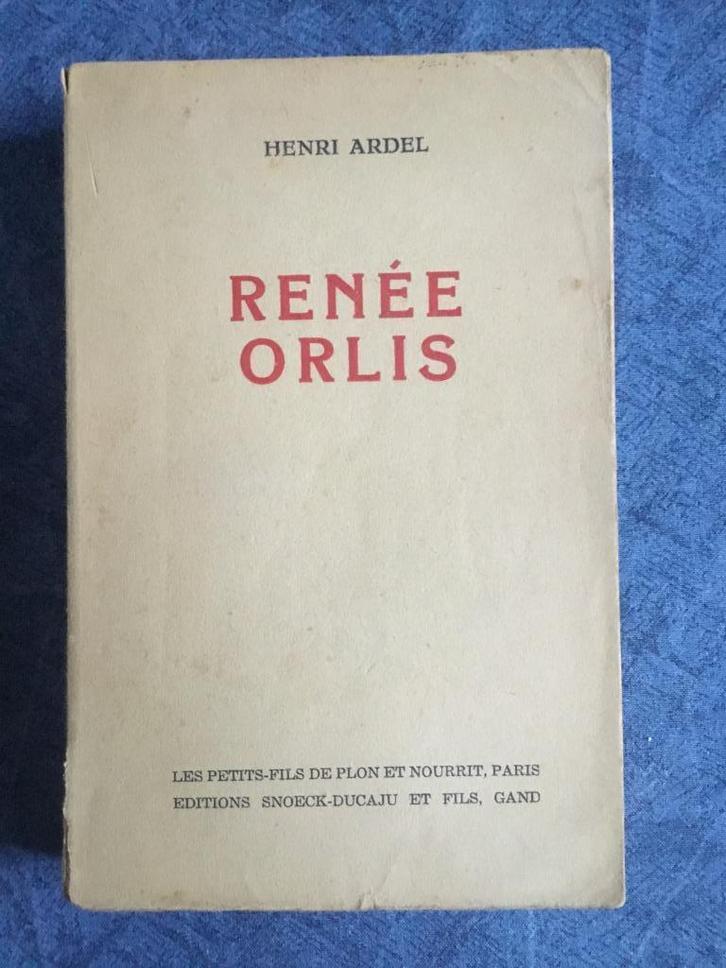 HENRI ARDEL
RENÉE
ORLIS
LES PETITS-FILS DE PLON ET NOURRIT, PARIS
EDITIONS SNOECK-DUCAJU ET FILS, GAND